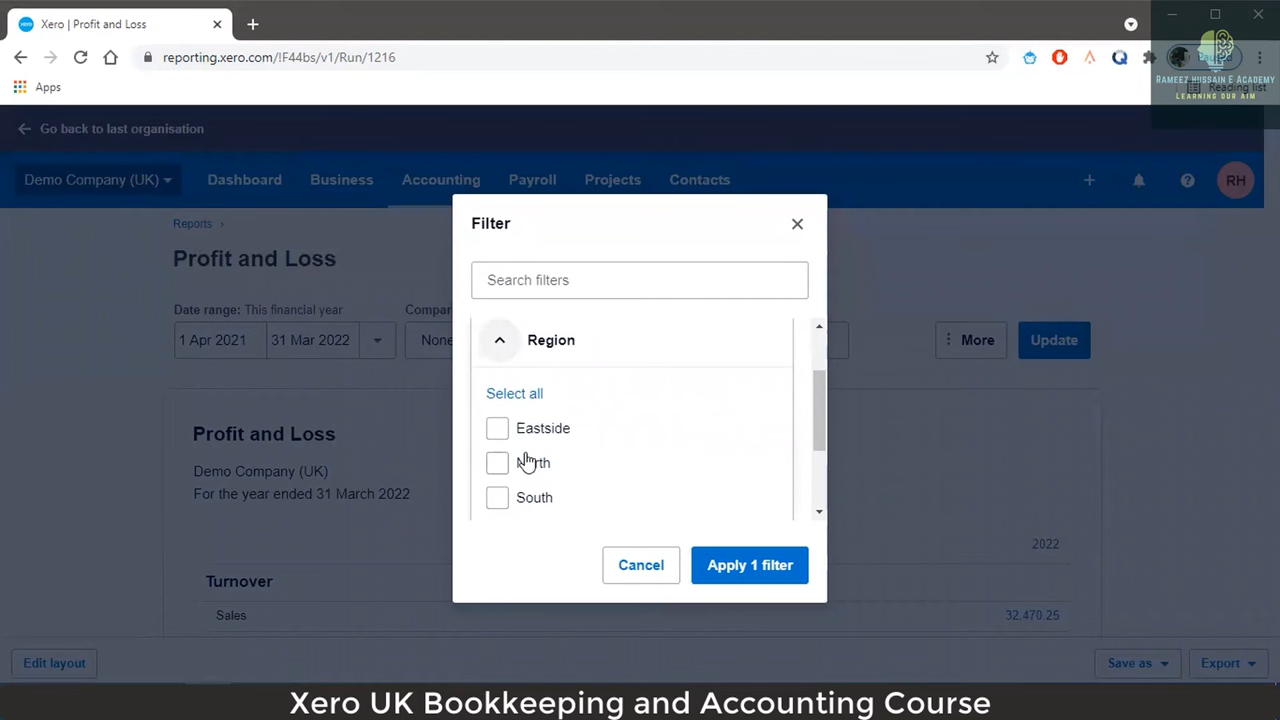 Xero | Profit and Loss
reporting.xero.com/!F44bs/v1/Run/1216
Apps
Reading list
RAMEEZ HUSSAIN E ACADEMY
LEARNING OUR AIM
Go back to last organisation
Demo Company (UK)
Dashboard
Business
Accounting
Payroll
Projects
Contacts
RH
Reports
Profit and Loss
Date range: This financial year
1 Apr 2021
31 Mar 2022
None
More
Update
Filter
Search filters
Region
Select all
Eastside
North
South
Cancel
Apply 1 filter
Profit and Loss
Demo Company (UK)
For the year ended 31 March 2022
2022
Turnover
Sales
32,470.25
Edit layout
Save as
Export
Xero UK Bookkeeping and Accounting Course